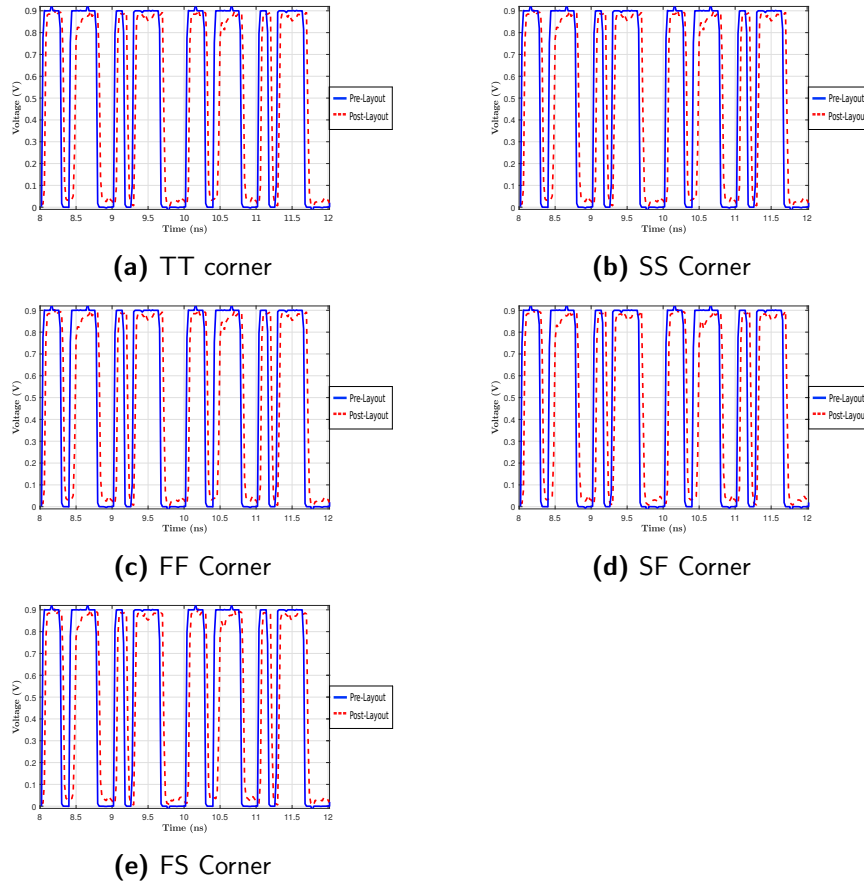 0.9
0.8
0.7
0.6
0.5
0.4
0.3
0.2
0.1
0
Voltage (V)
8 8.5 9 9.5 10 10.5 11 11.5 12
Time (ns)
Pre-Layout
Post-Layout
(a) TT corner
0.9
0.8
0.7
0.6
0.5
0.4
0.3
0.2
0.1
0
Voltage (V)
8 8.5 9 9.5 10 10.5 11 11.5 12
Time (ns)
Pre-Layout
Post-Layout
(b) SS Corner
0.9
0.8
0.7
0.6
0.5
0.4
0.3
0.2
0.1
0
Voltage (V)
8 8.5 9 9.5 10 10.5 11 11.5 12
Time (ns)
Pre-Layout
Post-Layout
(c) FF Corner
0.9
0.8
0.7
0.6
0.5
0.4
0.3
0.2
0.1
0
Voltage (V)
8 8.5 9 9.5 10 10.5 11 11.5 12
Time (ns)
Pre-Layout
Post-Layout
(d) SF Corner
0.9
0.8
0.7
0.6
0.5
0.4
0.3
0.2
0.1
0
Voltage (V)
8 8.5 9 9.5 10 10.5 11 11.5 12
Time (ns)
Pre-Layout
Post-Layout
(e) FS Corner